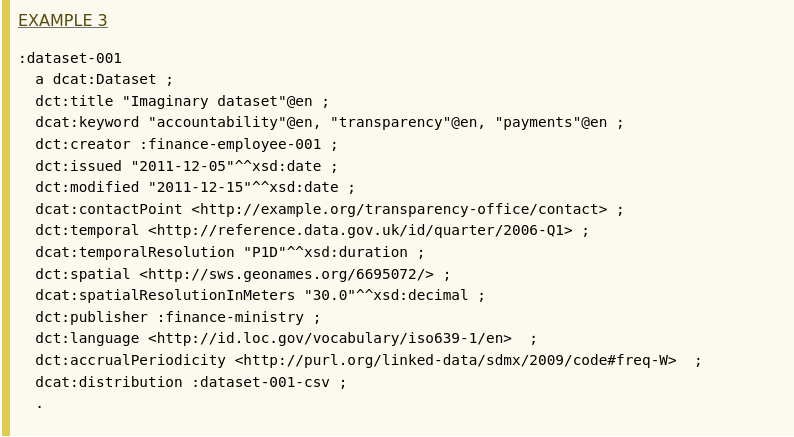 EXAMPLE 3
:dataset-001
  a dcat:Dataset ;
  dct:title "Imaginary dataset"@en ;
  dcat:keyword "accountability"@en, "transparency"@en, "payments"@en ;
  dct:creator :finance-employee-001 ;
  dct:issued "2011-12-05"^^xsd:date ;
  dct:modified "2011-12-15"^^xsd:date ;
  dcat:contactPoint <http://example.org/transparency-office/contact> ;
  dct:temporal <http://reference.data.gov.uk/id/quarter/2006-Q1> ;
  dcat:temporalResolution "P1D"^^xsd:duration ;
  dct:spatial <http://sws.geonames.org/6695072/> ;
  dcat:spatialResolutionInMeters "30.0"^^xsd:decimal ;
  dct:publisher :finance-ministry ;
  dct:language <http://id.loc.gov/vocabulary/iso639-1/en>  ;
  dct:accrualPeriodicity <http://purl.org/linked-data/sdmx/2009/code#freq-W>  ;
  dcat:distribution :dataset-001-csv ;
  .